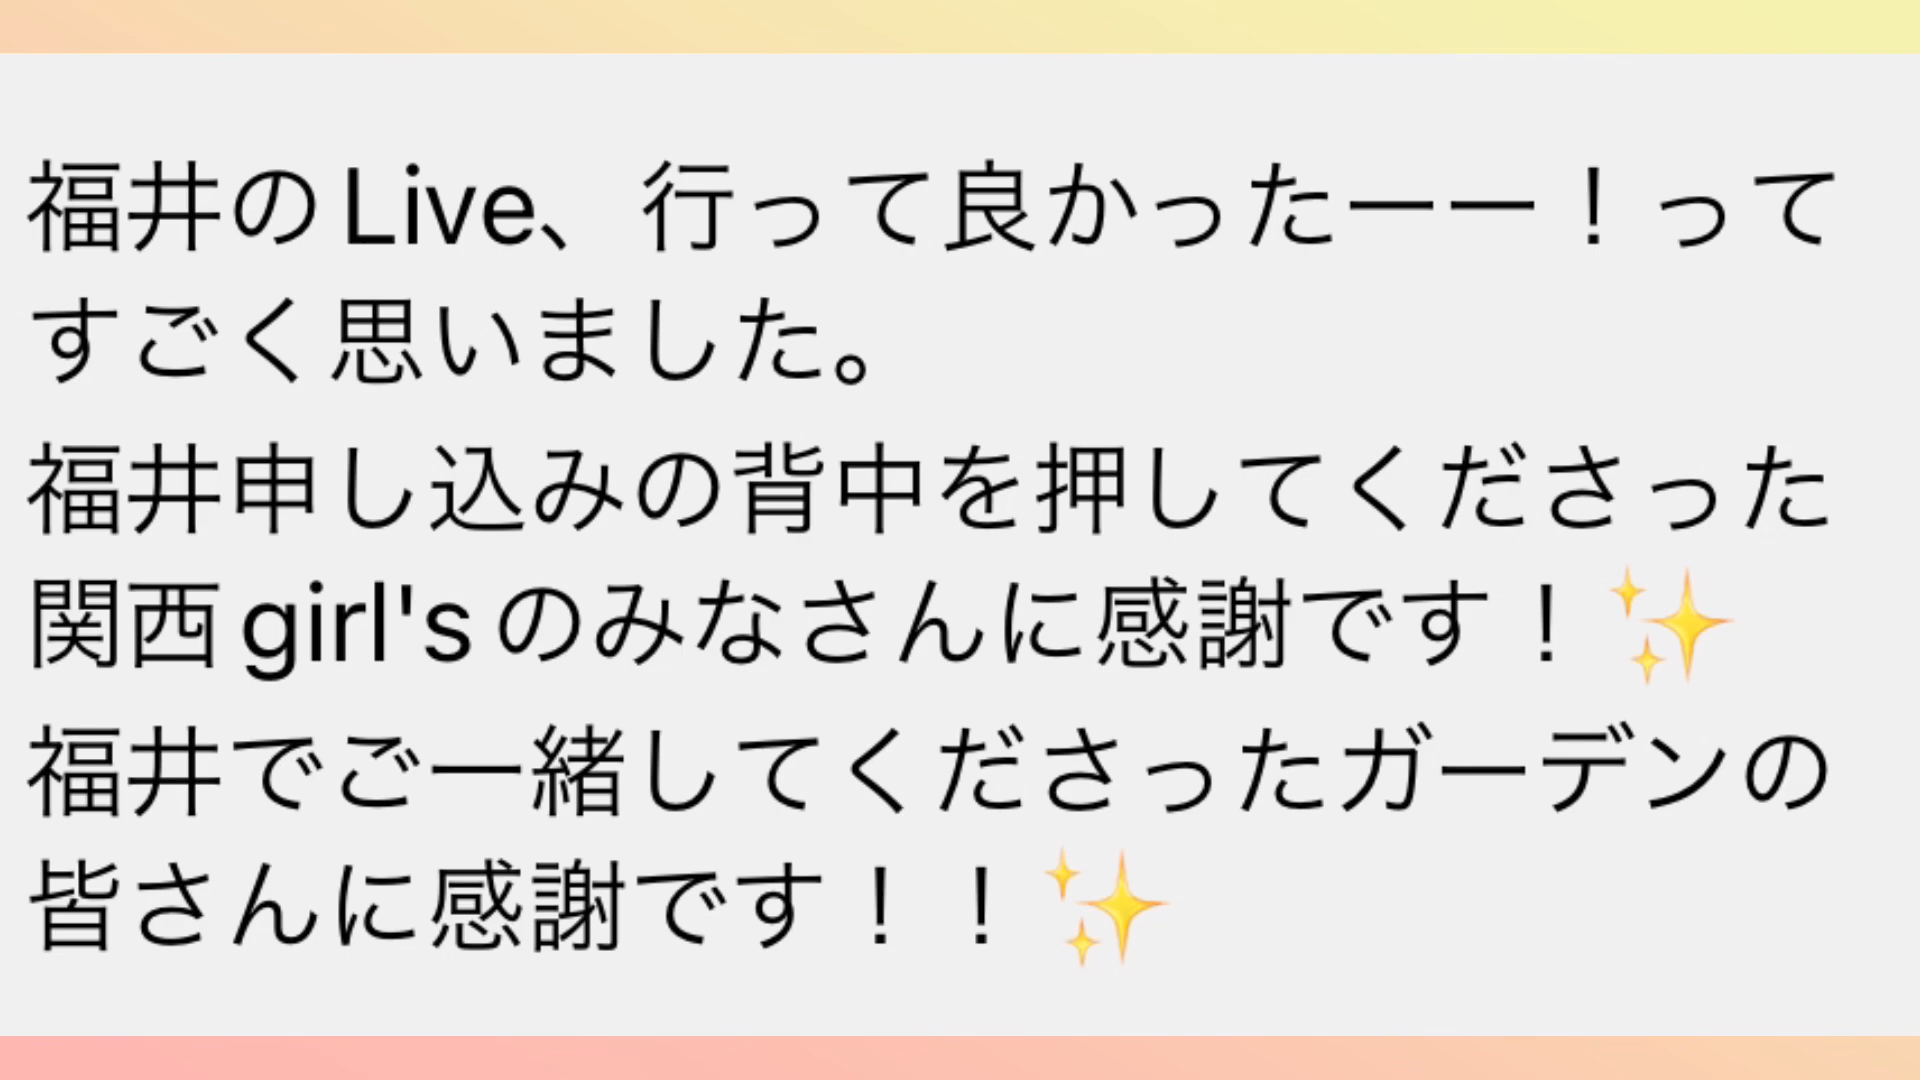 福井のLive、行って良かったーー！って
すごく思いました。
福井申し込みの背中を押してくださった
関西girl'sのみなさんに感謝です！✨
福井でご一緒してくださったガーデンの
皆さんに感謝です！！✨